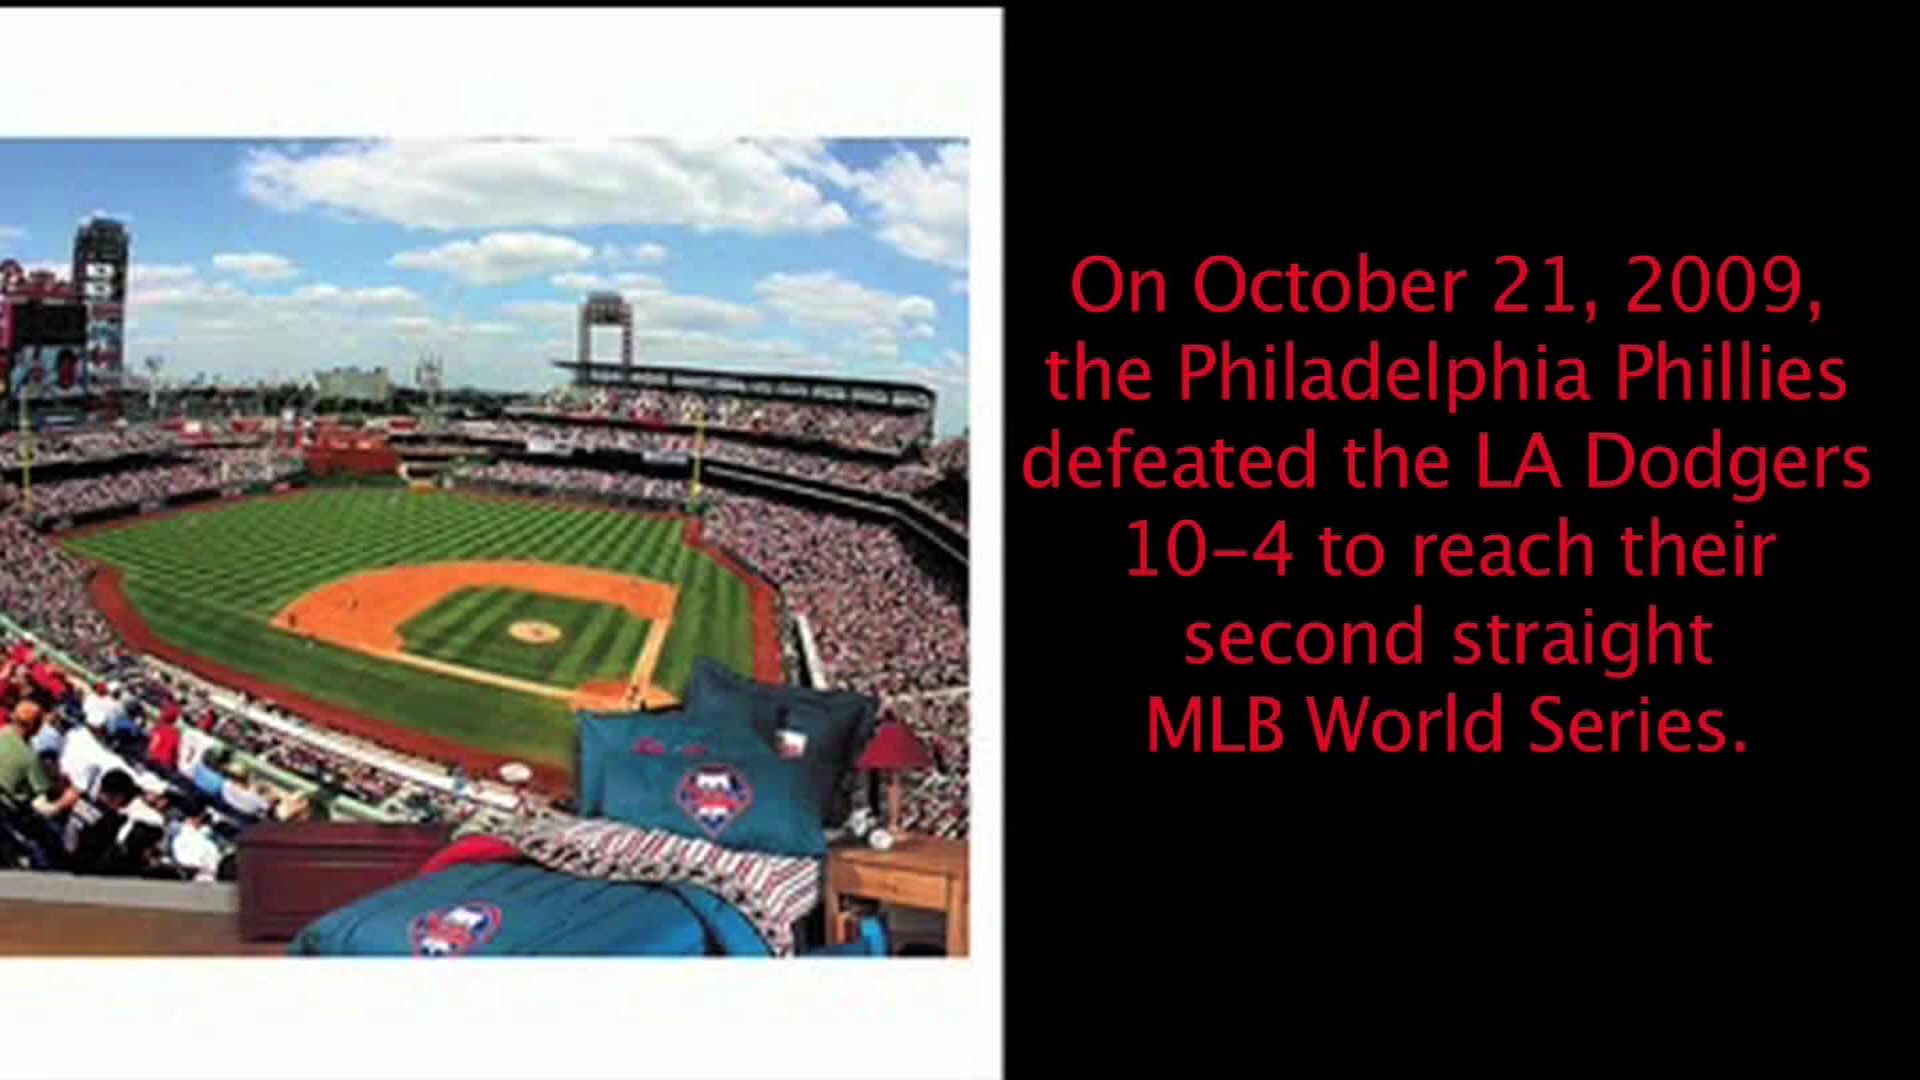 On October 21, 2009,
the Philadelphia Phillies
defeated the LA Dodgers
10–4 to reach their
second straight
MLB World Series.